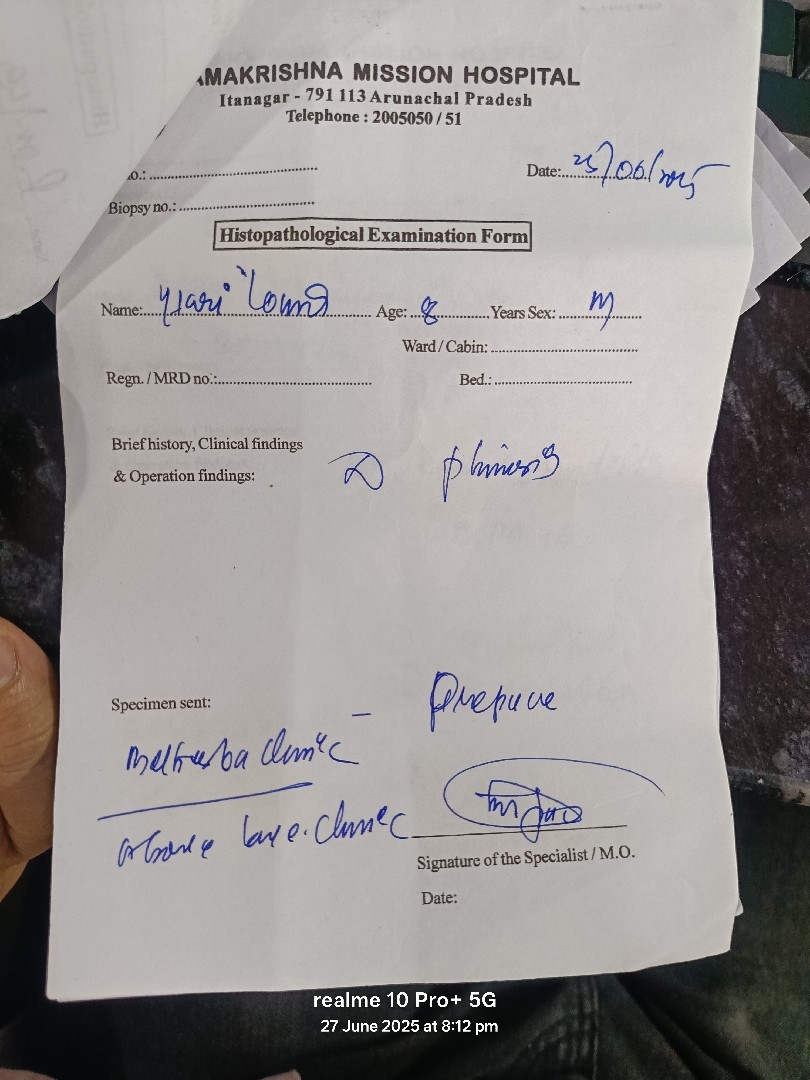 AMAKRISHNA MISSION HOSPITAL
Itanagar - 791 113 Arunachal Pradesh
Telephone : 2005050 / 51
.o.:
Date: 25/06/2025
Biopsy no.:
Histopathological Examination Form
Name: Age: 8 Years Sex: M
Ward / Cabin:
Regn. / MRD no.: Bed.:
Brief history, Clinical findings
& Operation findings: phimosis
Specimen sent: - Prepuce
clinic
clinic
Signature of the Specialist / M.O.
Date:
realme 10 Pro+ 5G
27 June 2025 at 8:12 pm